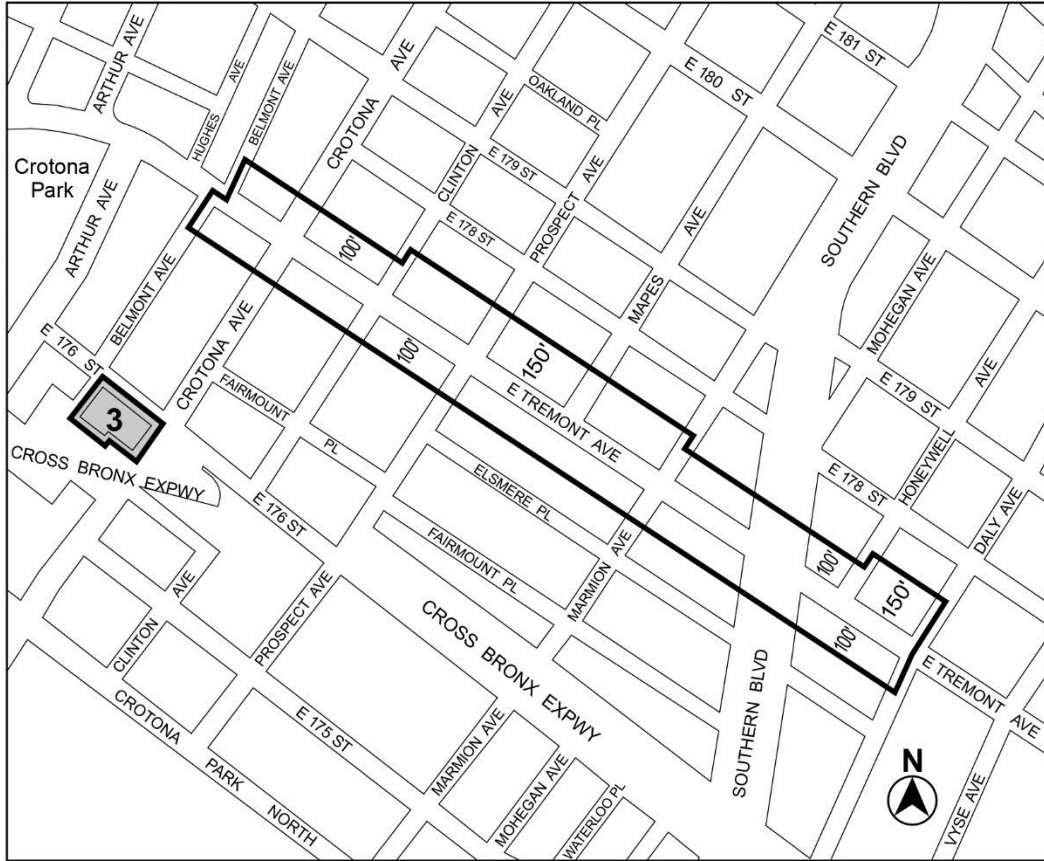 ARTHUR AVE
HUGHES AVE
BELMONT AVE
CROTONA AVE
CLINTON AVE
OAKLAND PL
E 180 ST
E 181 ST
Crotona
Park
ARTHUR AVE
BELMONT AVE
E 179 ST
E 178 ST
PROSPECT AVE
MAPES AVE
SOUTHERN BLVD
MOHEGAN AVE
E 179 ST
HONEYWELL AVE
E 178 ST
DALY AVE
100'
150'
100'
E TREMONT AVE
100'
150'
100'
E 176 ST
3
CROTONA AVE
FAIRMOUNT PL
CROSS BRONX EXPWY
E 176 ST
ELSMERE PL
FAIRMOUNT PL
MARMION AVE
CROSS BRONX EXPWY
SOUTHERN BLVD
E TREMONT AVE
CLINTON AVE
PROSPECT AVE
E 175 ST
CROTONA PARK NORTH
MARMION AVE
MOHEGAN AVE
WATERLOO PL
VYSE AVE
N